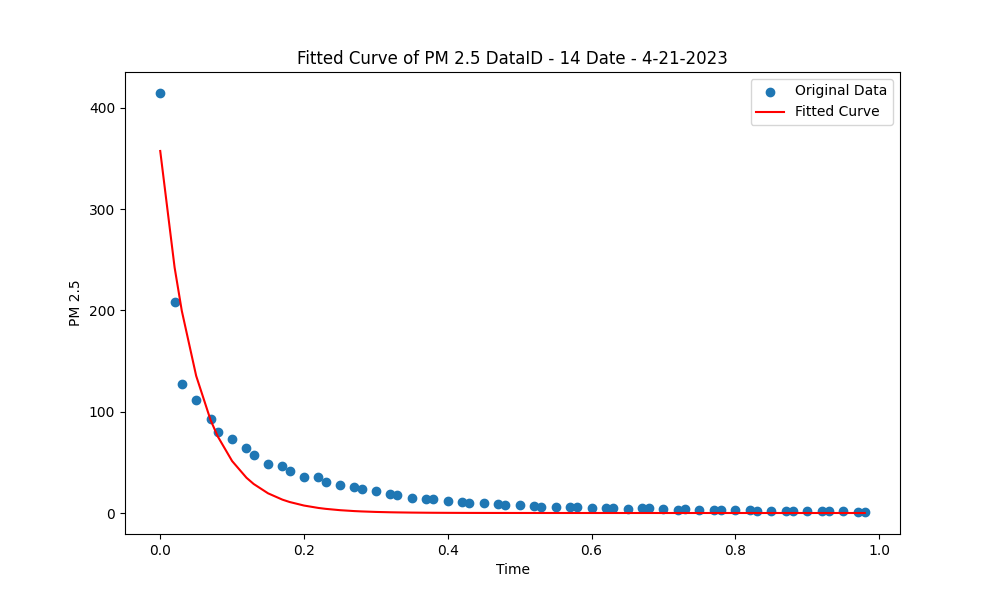 Fitted Curve of PM 2.5 DataID - 14 Date - 4-21-2023
Original Data
Fitted Curve
400
300
200
100
0
PM 2.5
0.0 0.2 0.4 0.6 0.8 1.0
Time